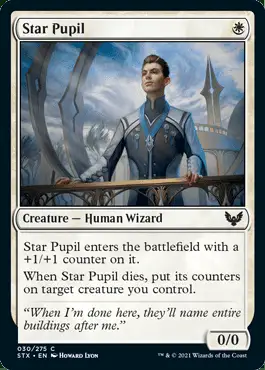 Star Pupil
Creature — Human Wizard
Star Pupil enters the battlefield with a
+1/+1 counter on it.
When Star Pupil dies, put its counters
on target creature you control.
“When I’m done here, they’ll name entire
buildings after me.”
0/0
030/275 C
STX • EN Howard Lyon
™ & © 2021 Wizards of the Coast